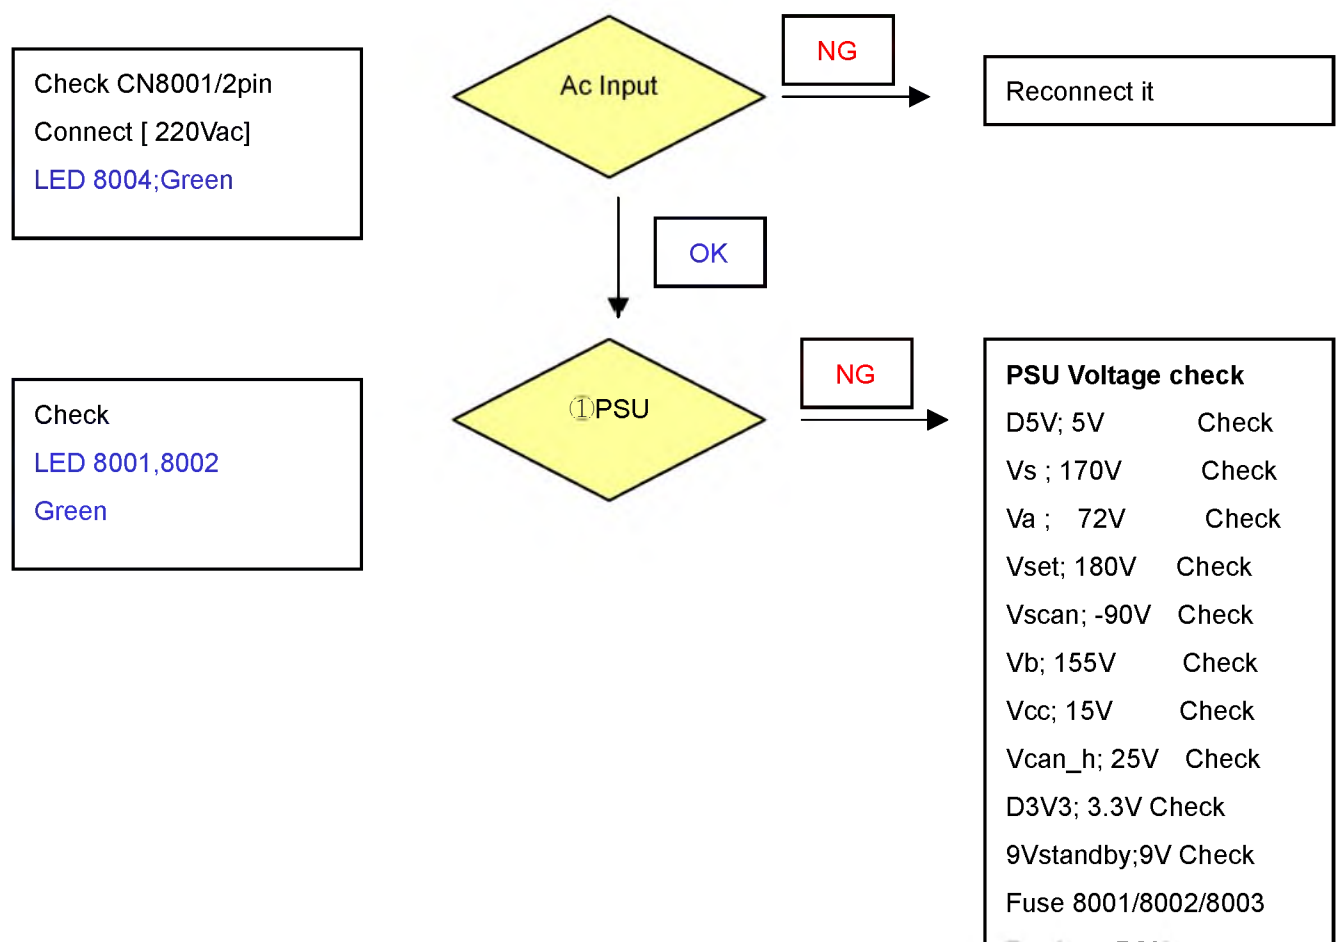 Check CN8001/2pin
Connect [ 220Vac]
LED 8004;Green
Ac Input
NG
Reconnect it
OK
Check
LED 8001,8002
Green
①PSU
NG
PSU Voltage check
D5V; 5V Check
Vs ; 170V Check
Va ; 72V Check
Vset; 180V Check
Vscan; -90V Check
Vb; 155V Check
Vcc; 15V Check
Vcan_h; 25V Check
D3V3; 3.3V Check
9Vstandby;9V Check
Fuse 8001/8002/8003